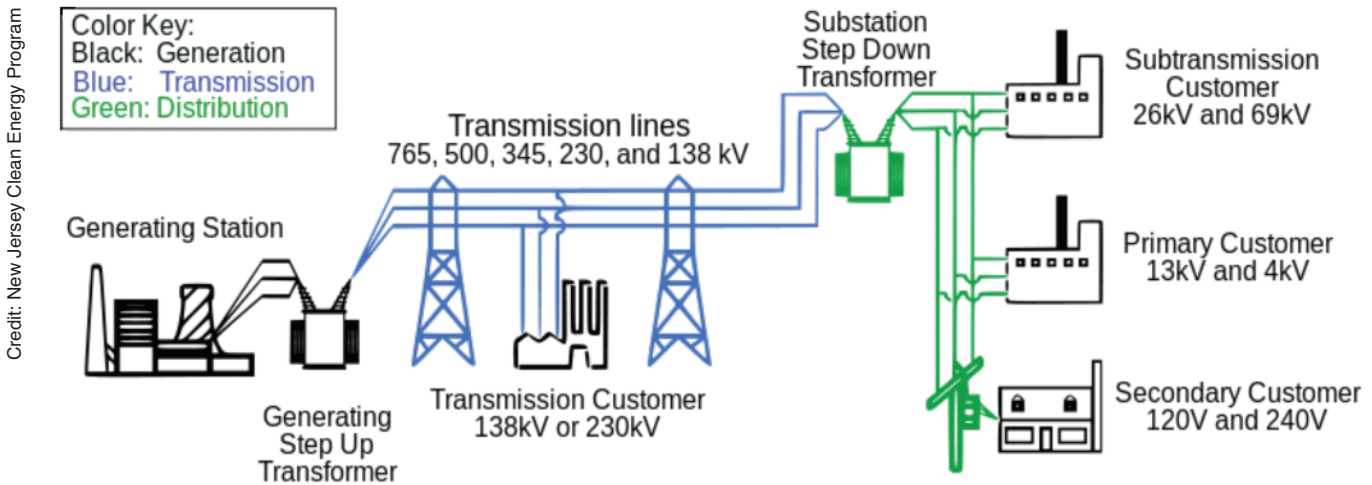 Credit: New Jersey Clean Energy Program
Color Key:
Black: Generation
Blue: Transmission
Green: Distribution
Substation
Step Down
Transformer
Subtransmission
Customer
26kV and 69kV
Transmission lines
765, 500, 345, 230, and 138 kV
Generating Station
Primary Customer
13kV and 4kV
Transmission Customer
138kV or 230kV
Generating
Step Up
Transformer
Secondary Customer
120V and 240V